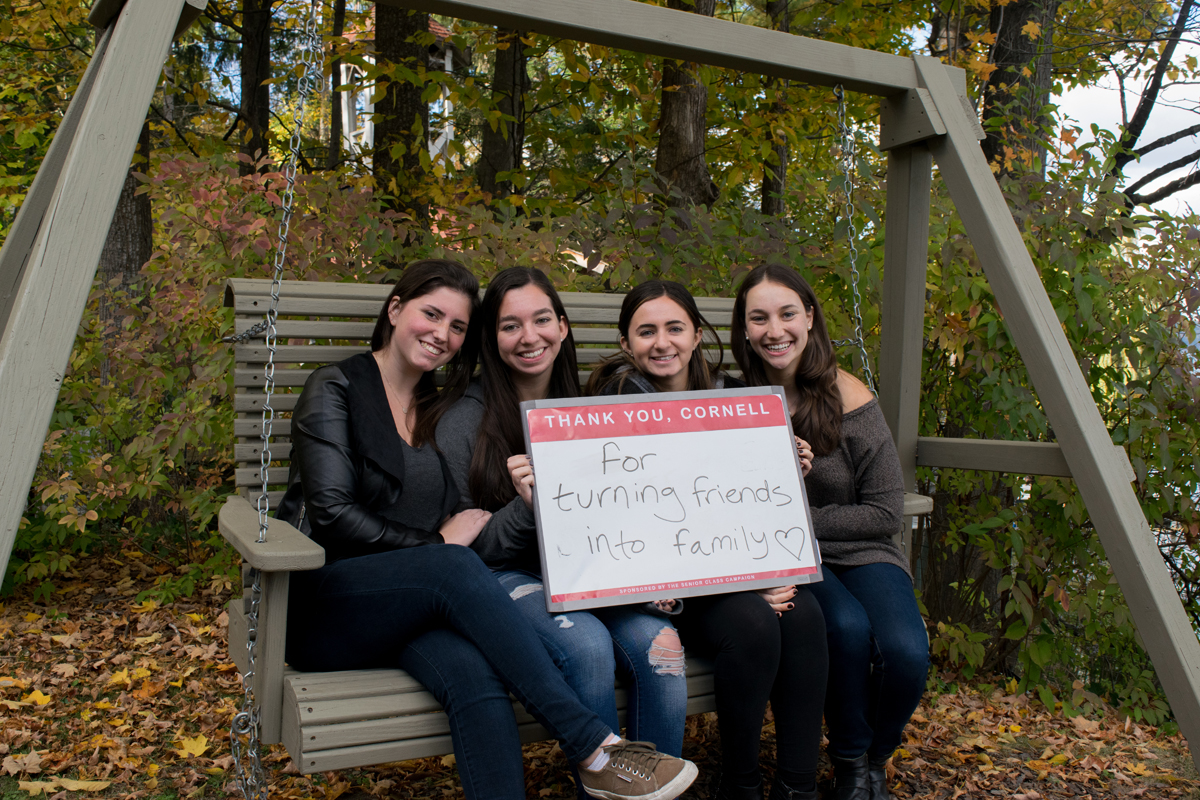 THANK YOU, CORNELL
for
turning friends
into family ♡
SPONSORED BY THE SENIOR CLASS CAMPAIGN